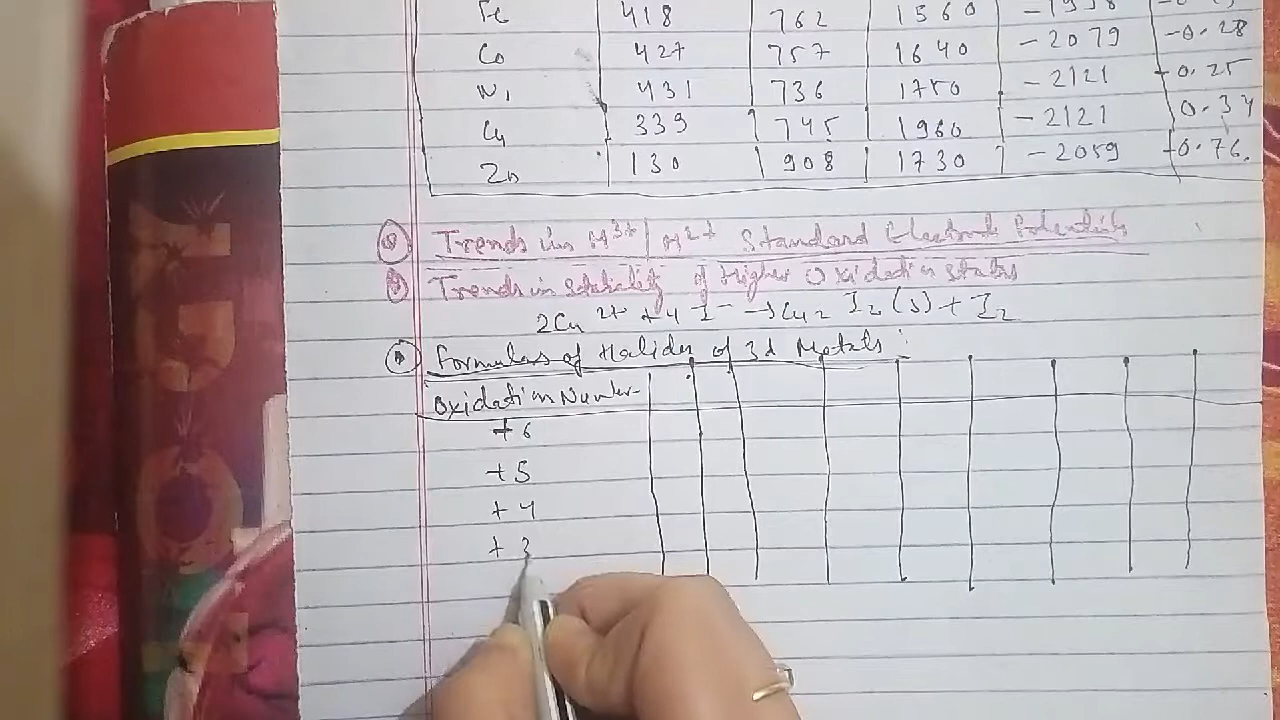 Fe 418 762 1560
Co 427 757 1640 -2079 -0.28
Ni 431 736 1750 -2121 -0.25
Cu 339 745 1960 -2121 0.34
Zn 130 908 1730 -2059 -0.76
Trends in M³⁺|M²⁺ Standard Electrode Potentials
Trends in stability of Higher Oxidation states
2Cu²⁺ + 4I⁻ → Cu₂I₂(s) + I₂
Formulas of Halides of 3d Metals:
Oxidation Number
+6
+5
+4
+3